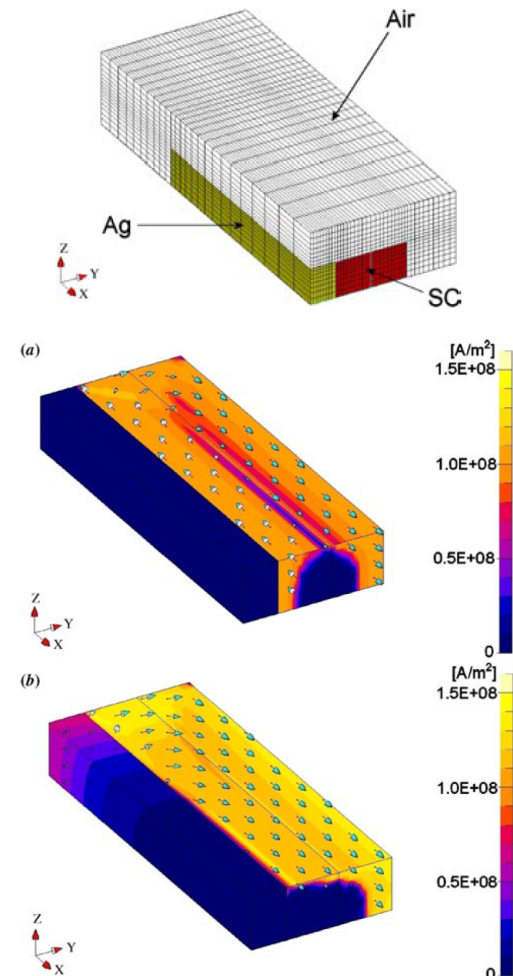 Air
Ag
SC
Z
Y
X
(a)
[A/m²]
1.5E+08
1.0E+08
0.5E+08
0
Z
Y
X
(b)
[A/m²]
1.5E+08
1.0E+08
0.5E+08
0
Z
Y
X